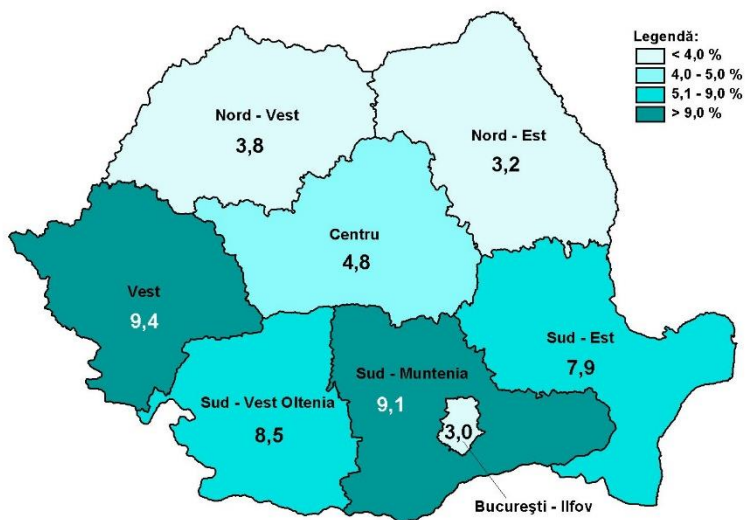 Legendă:
< 4,0 %
4,0 - 5,0 %
5,1 - 9,0 %
> 9,0 %
Nord - Vest
3,8
Nord - Est
3,2
Centru
4,8
Vest
9,4
Sud - Est
7,9
Sud - Muntenia
9,1
Sud - Vest Oltenia
8,5
3,0
Bucureşti - Ilfov